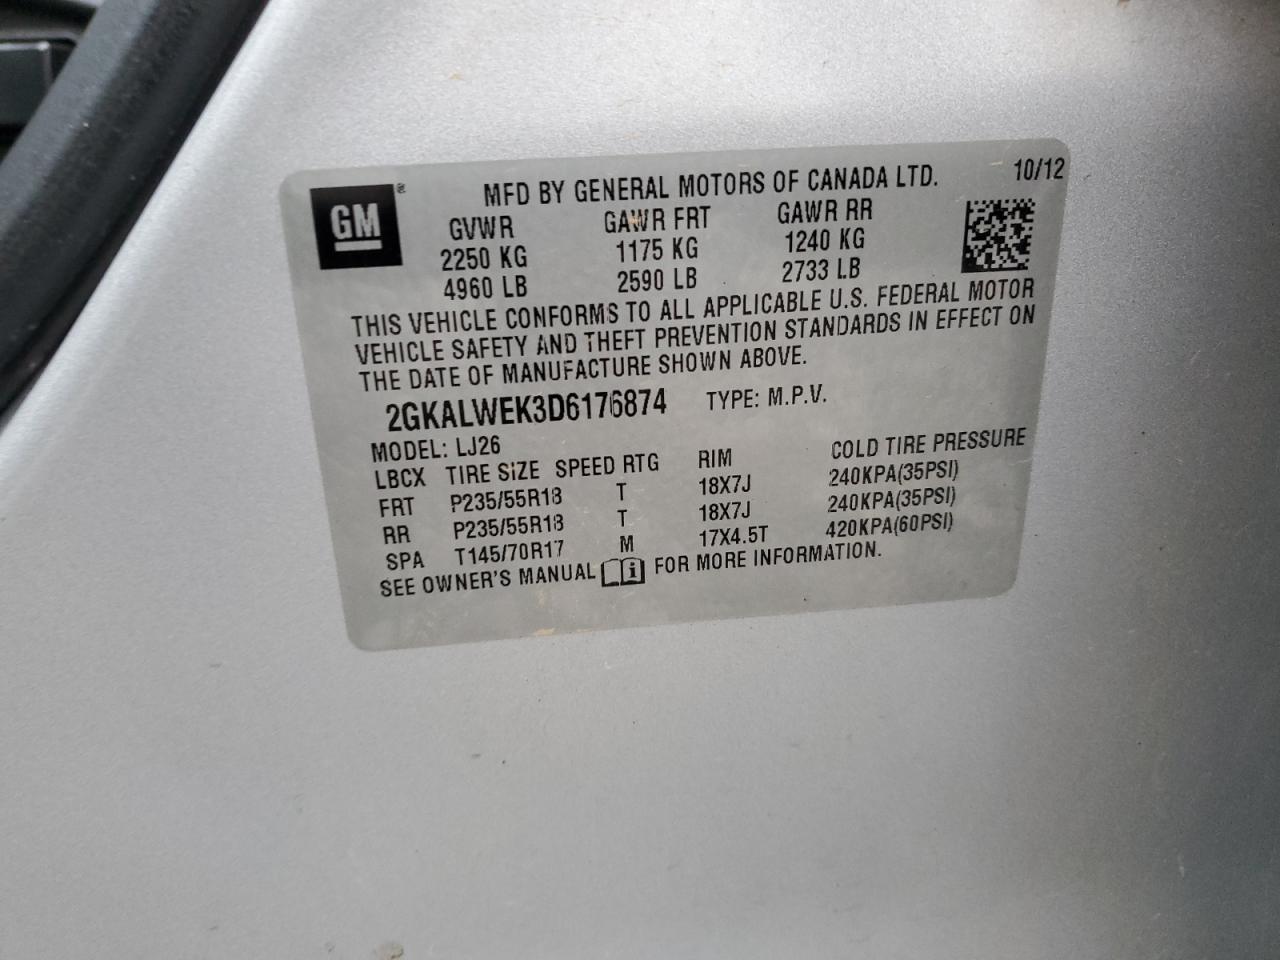 GM ®
MFD BY GENERAL MOTORS OF CANADA LTD. 10/12
GVWR GAWR FRT GAWR RR
2250 KG 1175 KG 1240 KG
4960 LB 2590 LB 2733 LB
THIS VEHICLE CONFORMS TO ALL APPLICABLE U.S. FEDERAL MOTOR
VEHICLE SAFETY AND THEFT PREVENTION STANDARDS IN EFFECT ON
THE DATE OF MANUFACTURE SHOWN ABOVE.
2GKALWEK3D6176874 TYPE: M.P.V.
MODEL: LJ26
LBCX TIRE SIZE SPEED RTG RIM COLD TIRE PRESSURE
FRT P235/55R18 T 18X7J 240KPA(35PSI)
RR P235/55R18 T 18X7J 240KPA(35PSI)
SPA T145/70R17 M 17X4.5T 420KPA(60PSI)
SEE OWNER'S MANUAL i FOR MORE INFORMATION.